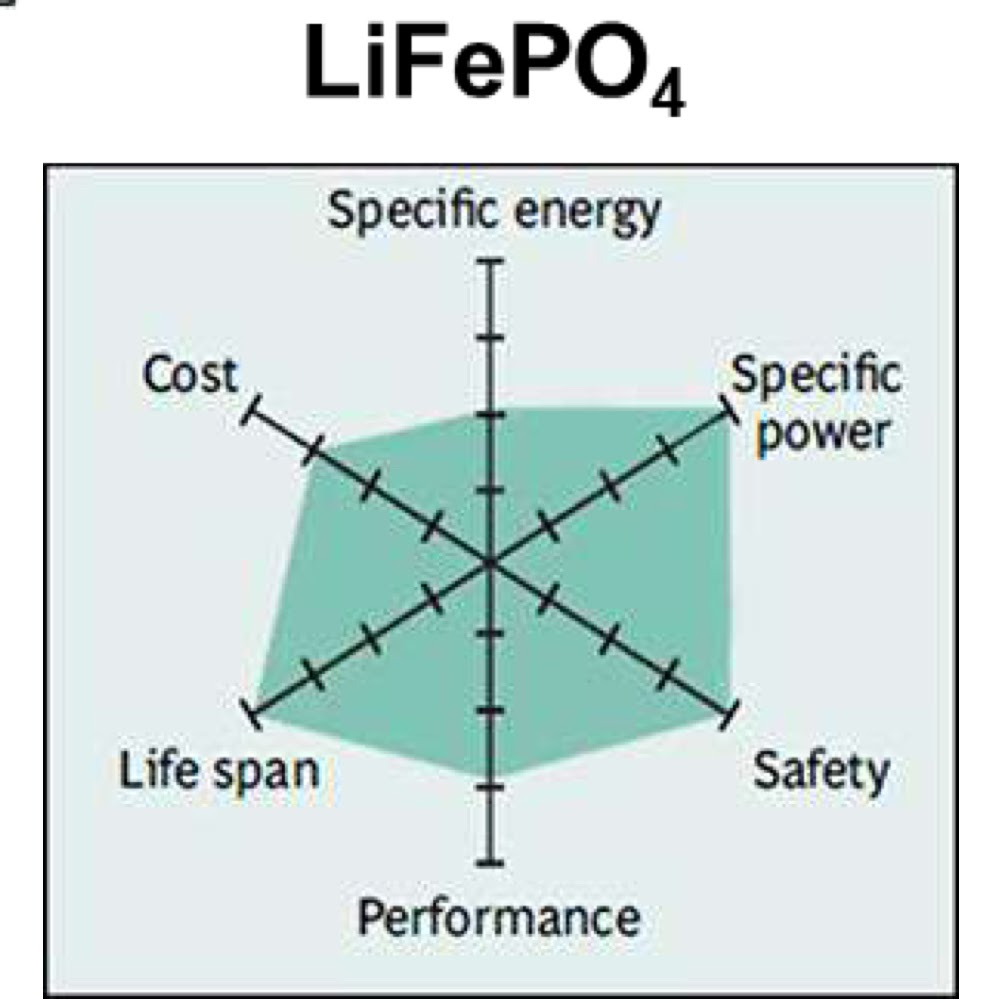 LiFePO₄
Specific energy
Cost
Specific
power
Life span
Safety
Performance